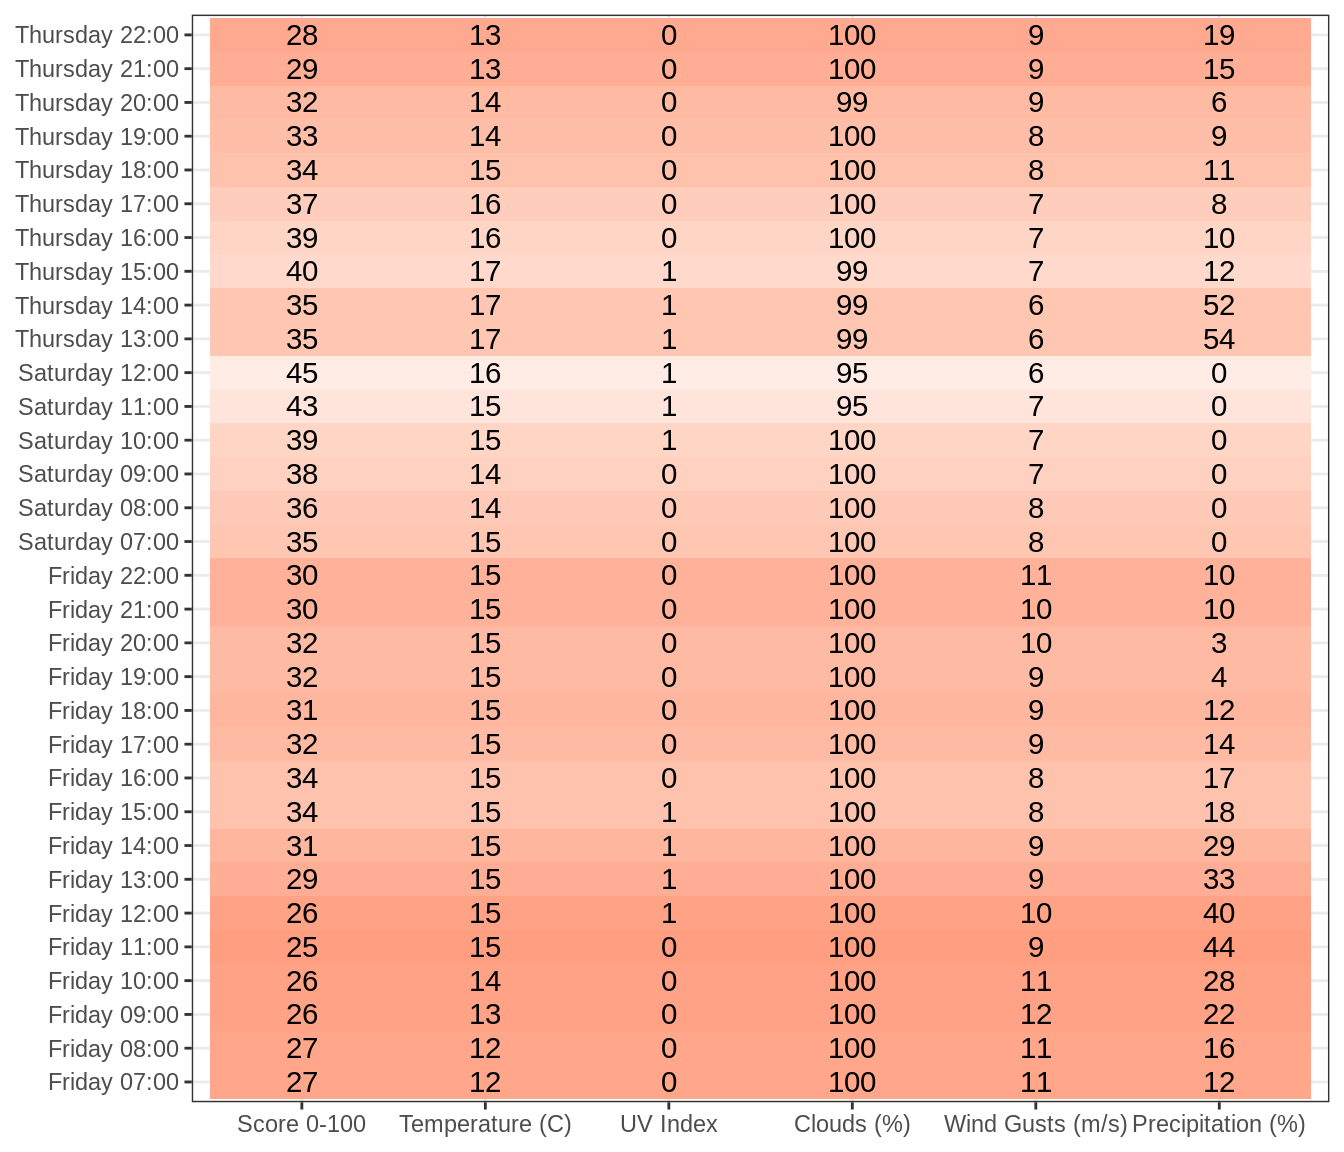 Thursday 22:00 28 13 0 100 9 19
Thursday 21:00 29 13 0 100 9 15
Thursday 20:00 32 14 0 99 9 6
Thursday 19:00 33 14 0 100 8 9
Thursday 18:00 34 15 0 100 8 11
Thursday 17:00 37 16 0 100 7 8
Thursday 16:00 39 16 0 100 7 10
Thursday 15:00 40 17 1 99 7 12
Thursday 14:00 35 17 1 99 6 52
Thursday 13:00 35 17 1 99 6 54
Saturday 12:00 45 16 1 95 6 0
Saturday 11:00 43 15 1 95 7 0
Saturday 10:00 39 15 1 100 7 0
Saturday 09:00 38 14 0 100 7 0
Saturday 08:00 36 14 0 100 8 0
Saturday 07:00 35 15 0 100 8 0
Friday 22:00 30 15 0 100 11 10
Friday 21:00 30 15 0 100 10 10
Friday 20:00 32 15 0 100 10 3
Friday 19:00 32 15 0 100 9 4
Friday 18:00 31 15 0 100 9 12
Friday 17:00 32 15 0 100 9 14
Friday 16:00 34 15 0 100 8 17
Friday 15:00 34 15 1 100 8 18
Friday 14:00 31 15 1 100 9 29
Friday 13:00 29 15 1 100 9 33
Friday 12:00 26 15 1 100 10 40
Friday 11:00 25 15 0 100 9 44
Friday 10:00 26 14 0 100 11 28
Friday 09:00 26 13 0 100 12 22
Friday 08:00 27 12 0 100 11 16
Friday 07:00 27 12 0 100 11 12
Score 0-100 Temperature (C) UV Index Clouds (%) Wind Gusts (m/s) Precipitation (%)